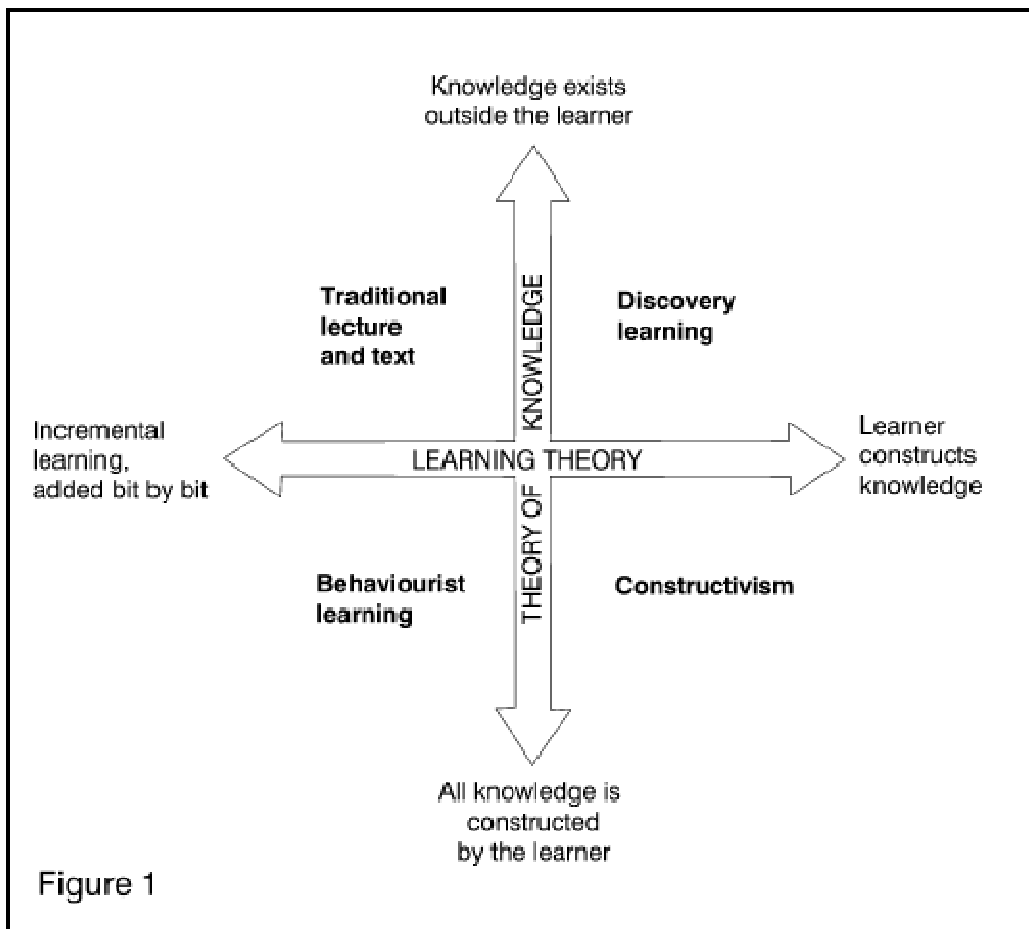 Knowledge exists
outside the learner
Traditional
lecture
and text
Discovery
learning
Incremental
learning,
added bit by bit
LEARNING THEORY
THEORY OF KNOWLEDGE
Learner
constructs
knowledge
Behaviourist
learning
Constructivism
All knowledge is
constructed
by the learner
Figure 1